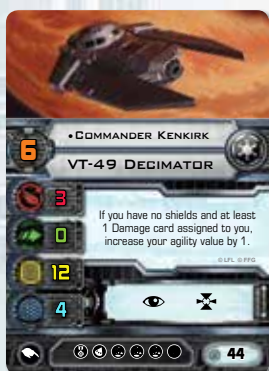 •Commander Kenkirk
6
VT-49 Decimator
3
0
12
4
If you have no shields and at least
1 Damage card assigned to you,
increase your agility value by 1.
©LFL ©FFG
44